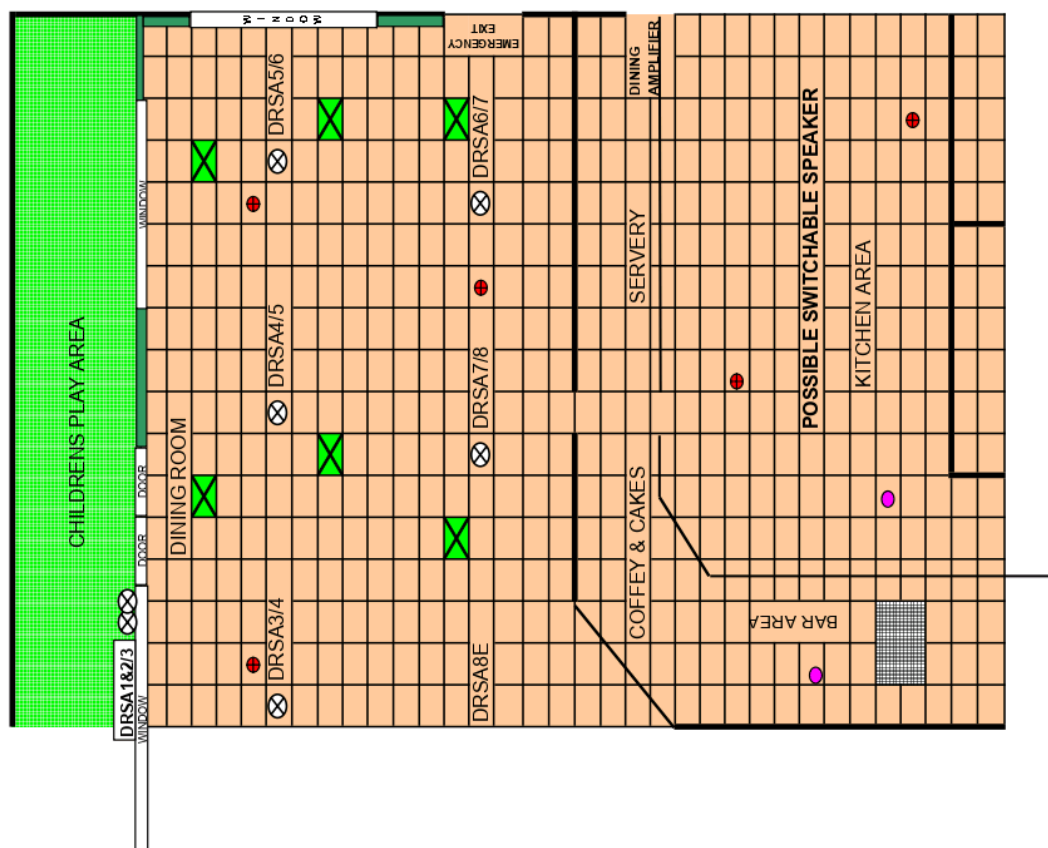 WINDOW
EMERGENCY
EXIT
DINING
AMPLIFIER
DRSA5/6
DRSA6/7
WINDOW
SERVERY
POSSIBLE SWITCHABLE SPEAKER
KITCHEN AREA
CHILDRENS PLAY AREA
DRSA4/5
DRSA7/8
DINING ROOM
DOOR
DOOR
COFFEY & CAKES
BAR AREA
DRSA1&2/3
WINDOW
DRSA3/4
DRSA8E